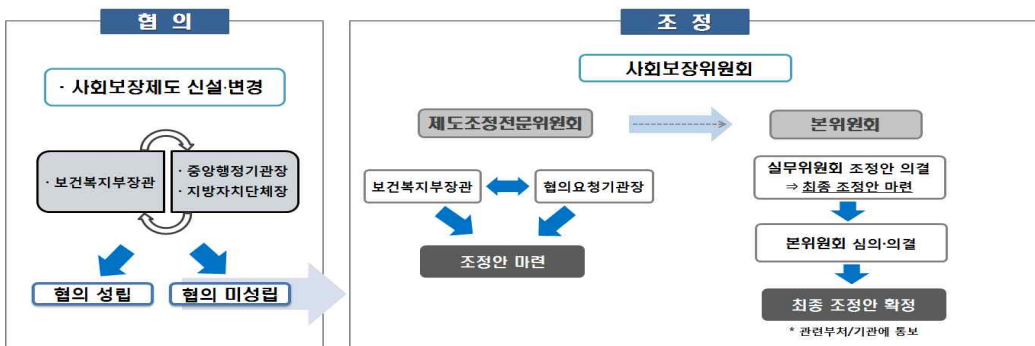 협 의
· 사회보장제도 신설·변경
· 보건복지부장관
· 중앙행정기관장
· 지방자치단체장
협의 성립
협의 미성립
조 정
사회보장위원회
제도조정전문위원회
본위원회
보건복지부장관
협의요청기관장
조정안 마련
실무위원회 조정안 의결
⇒ 최종 조정안 마련
본위원회 심의·의결
최종 조정안 확정
* 관련부처/기관에 통보